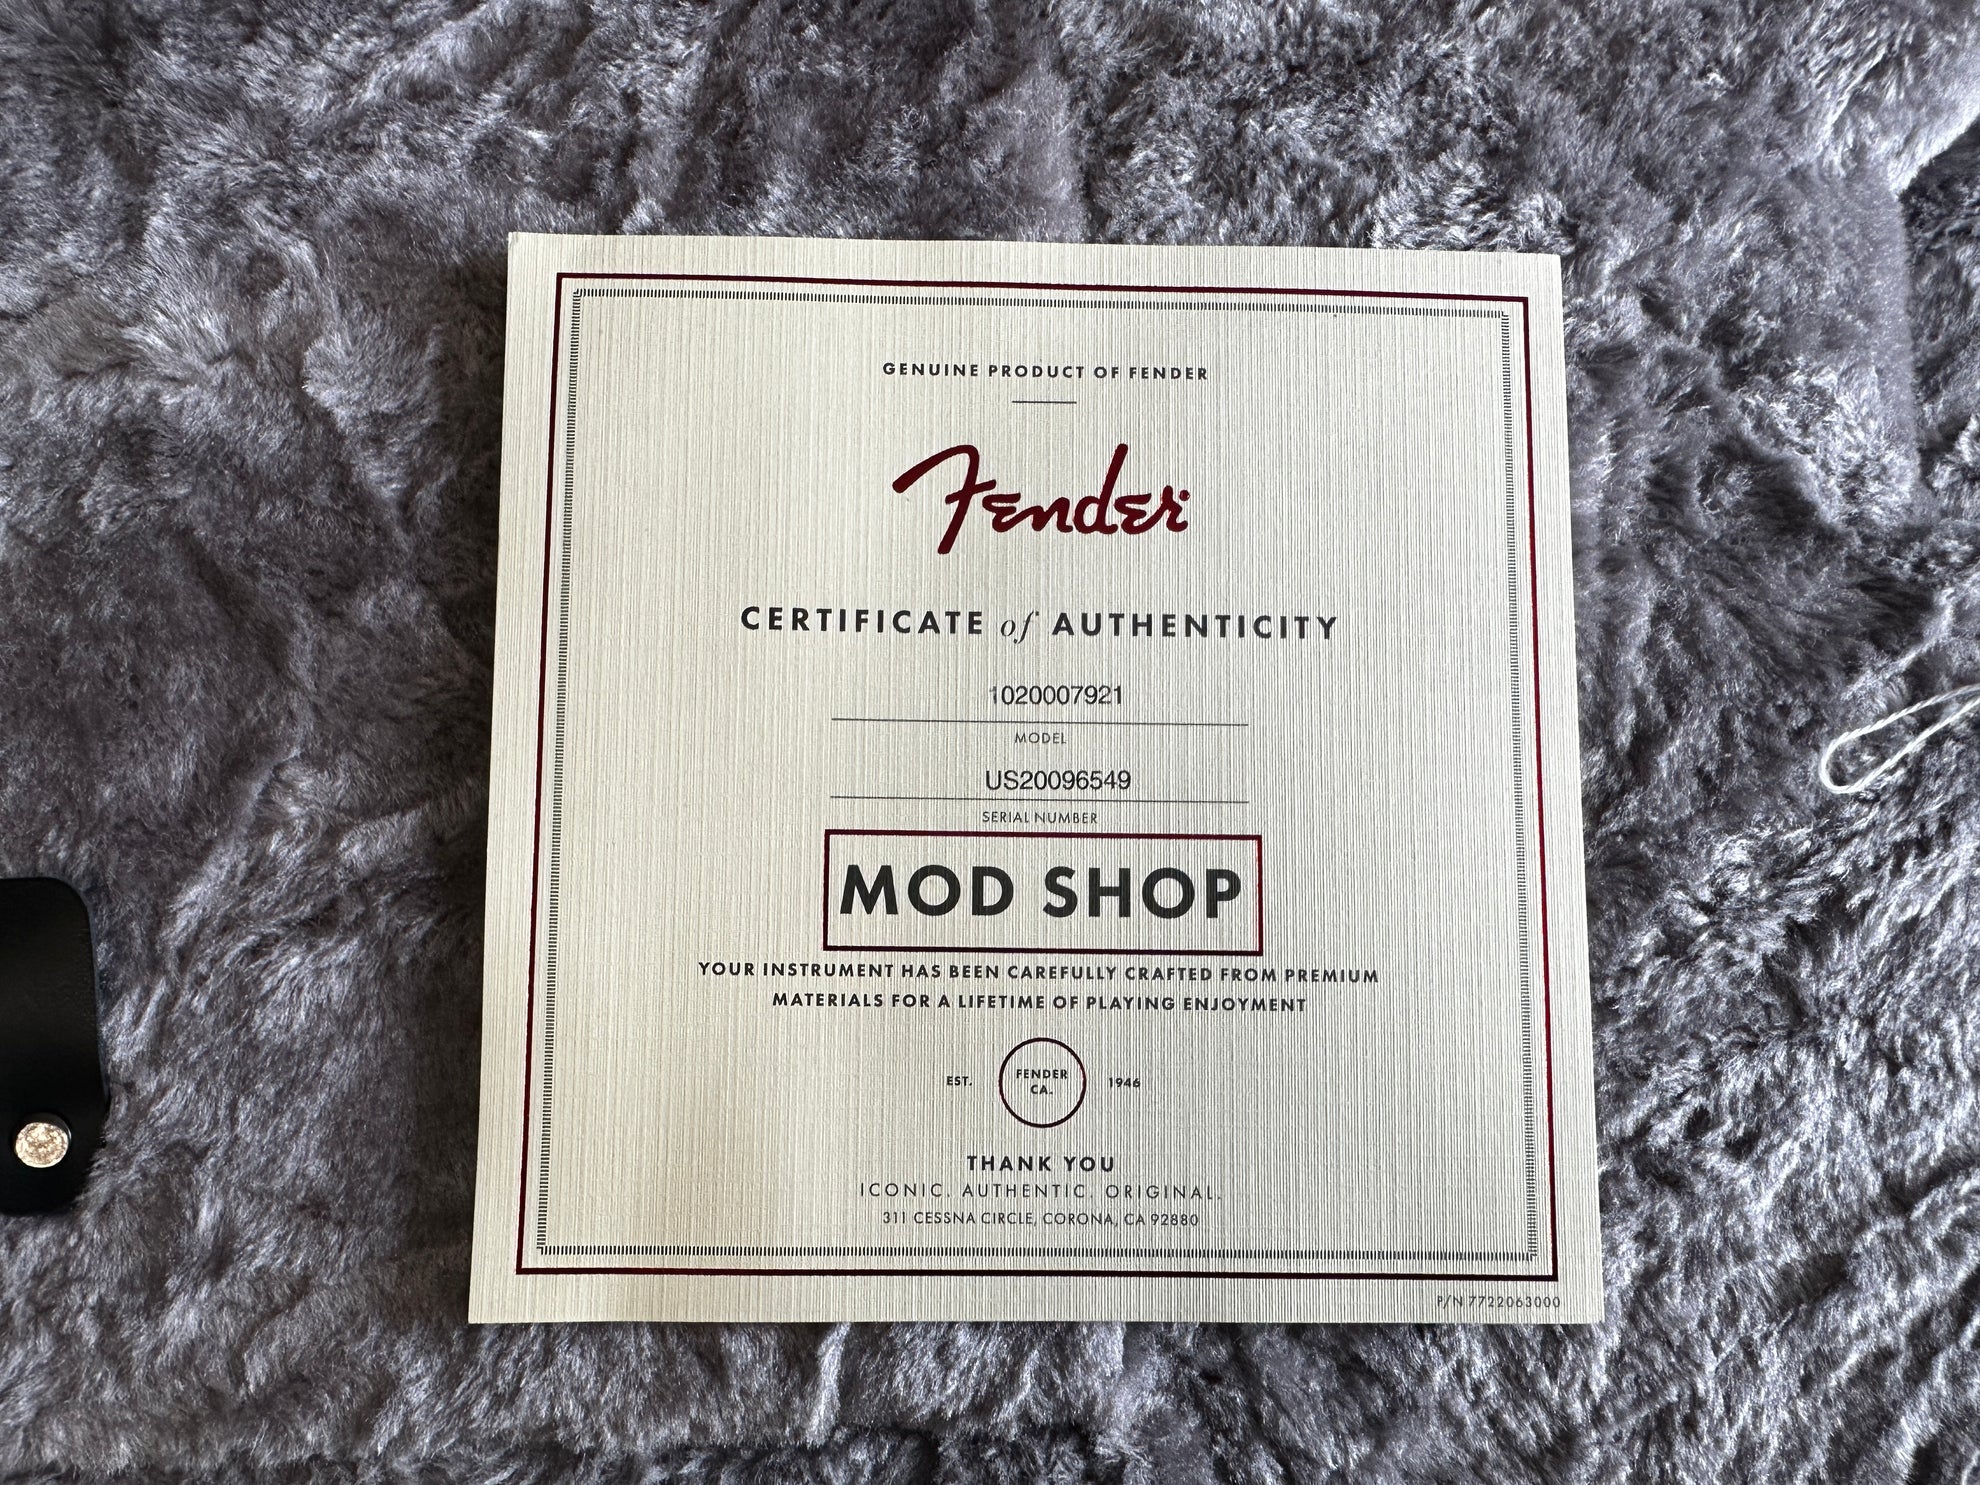 GENUINE PRODUCT OF FENDER
Fender
CERTIFICATE of AUTHENTICITY
1020007921
MODEL
US20096549
SERIAL NUMBER
MOD SHOP
YOUR INSTRUMENT HAS BEEN CAREFULLY CRAFTED FROM PREMIUM
MATERIALS FOR A LIFETIME OF PLAYING ENJOYMENT
EST. FENDER CA. 1946
THANK YOU
ICONIC. AUTHENTIC. ORIGINAL.
311 CESSNA CIRCLE, CORONA, CA 92880
P/N 7722063000